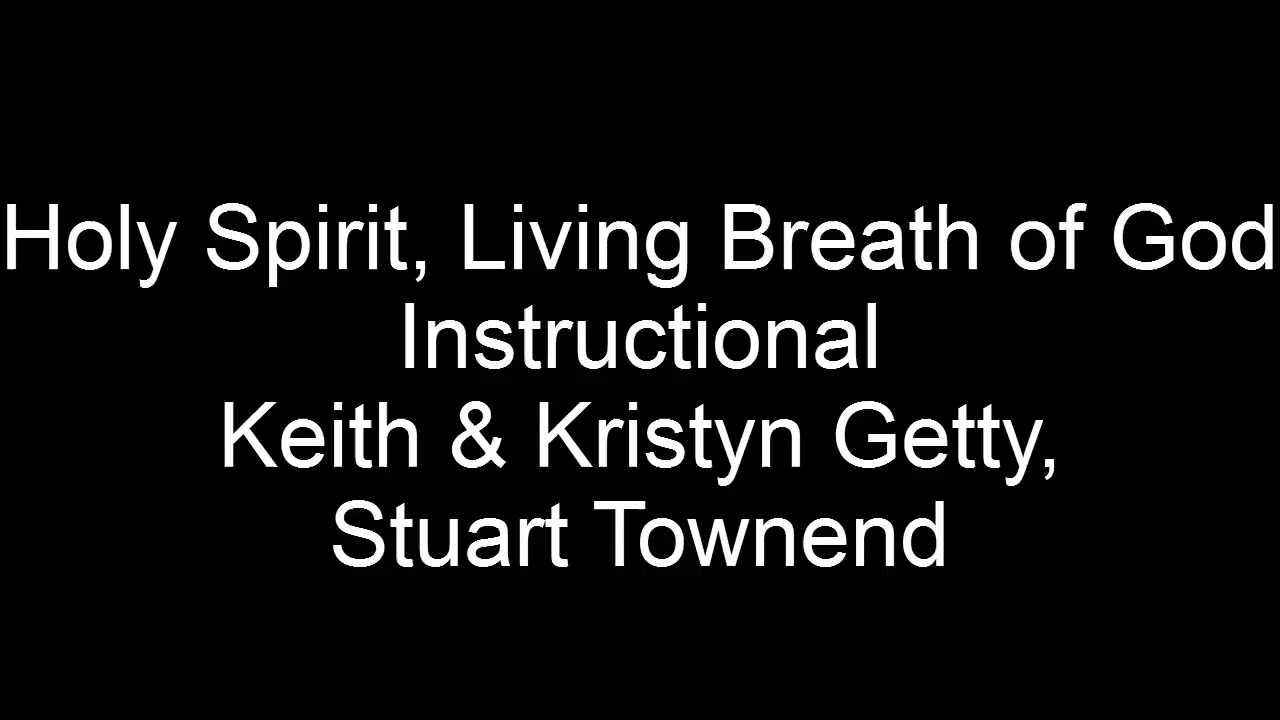 Holy Spirit, Living Breath of God
Instructional
Keith & Kristyn Getty,
Stuart Townend